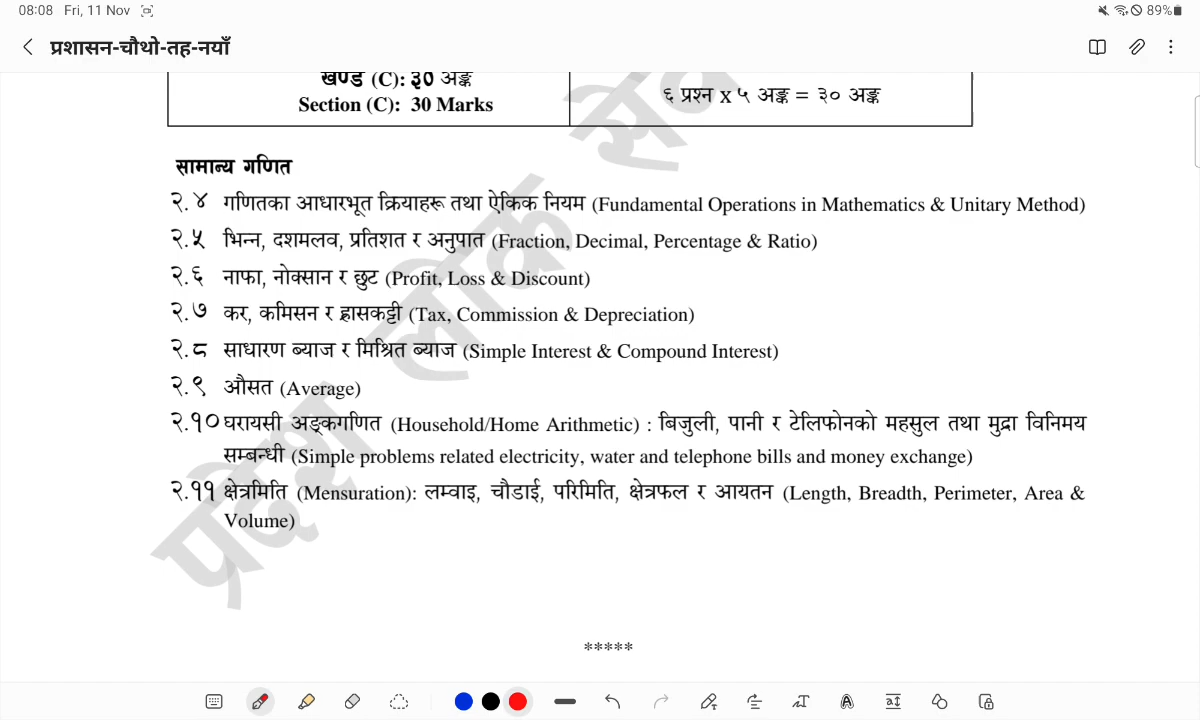 08:08 Fri, 11 Nov 89%
प्रशासन-चौथो-तह-नयाँ
खण्ड (C): ३० अङ्क
Section (C): 30 Marks
६ प्रश्न x ५ अङ्क = ३० अङ्क
सामान्य गणित
२.४ गणितका आधारभूत क्रियाहरू तथा ऐकिक नियम (Fundamental Operations in Mathematics & Unitary Method)
२.५ भिन्न, दशमलव, प्रतिशत र अनुपात (Fraction, Decimal, Percentage & Ratio)
२.६ नाफा, नोक्सान र छुट (Profit, Loss & Discount)
२.७ कर, कमिसन र ह्रासकट्टी (Tax, Commission & Depreciation)
२.८ साधारण ब्याज र मिश्रित ब्याज (Simple Interest & Compound Interest)
२.९ औसत (Average)
२.१० घरायसी अङ्कगणित (Household/Home Arithmetic) : बिजुली, पानी र टेलिफोनको महसुल तथा मुद्रा विनिमय
सम्बन्धी (Simple problems related electricity, water and telephone bills and money exchange)
२.११ क्षेत्रमिति (Mensuration): लम्वाइ, चौडाई, परिमिति, क्षेत्रफल र आयतन (Length, Breadth, Perimeter, Area &
Volume)
प्रदेश लोक से
*****